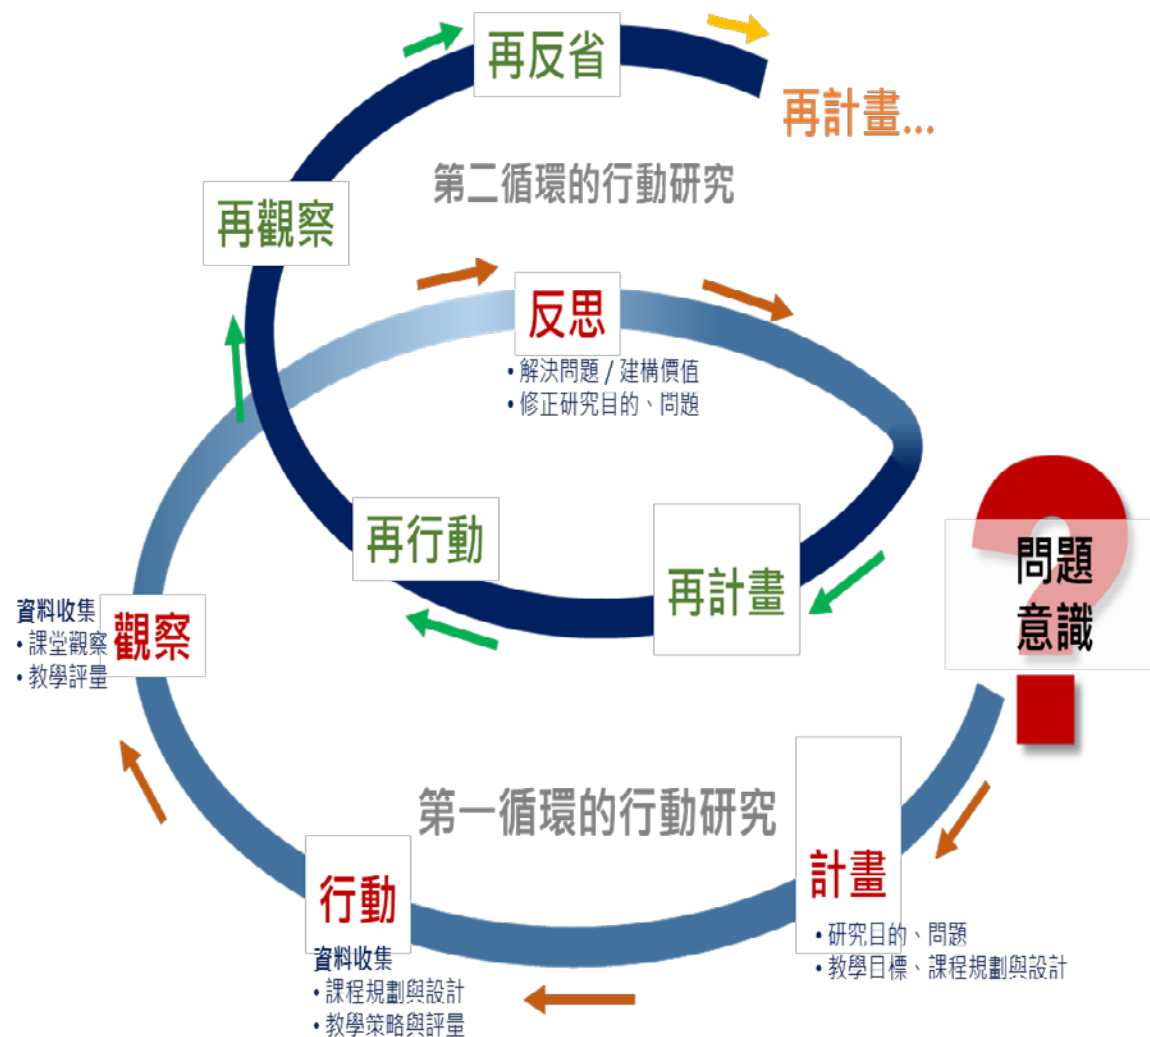 再反省
再計畫...
第二循環的行動研究
再觀察
反思
• 解決問題 / 建構價值
• 修正研究目的、問題
再行動
再計畫
問題
意識
資料收集
• 課堂觀察
• 教學評量
觀察
第一循環的行動研究
計畫
• 研究目的、問題
• 教學目標、課程規劃與設計
行動
資料收集
• 課程規劃與設計
• 教學策略與評量
?